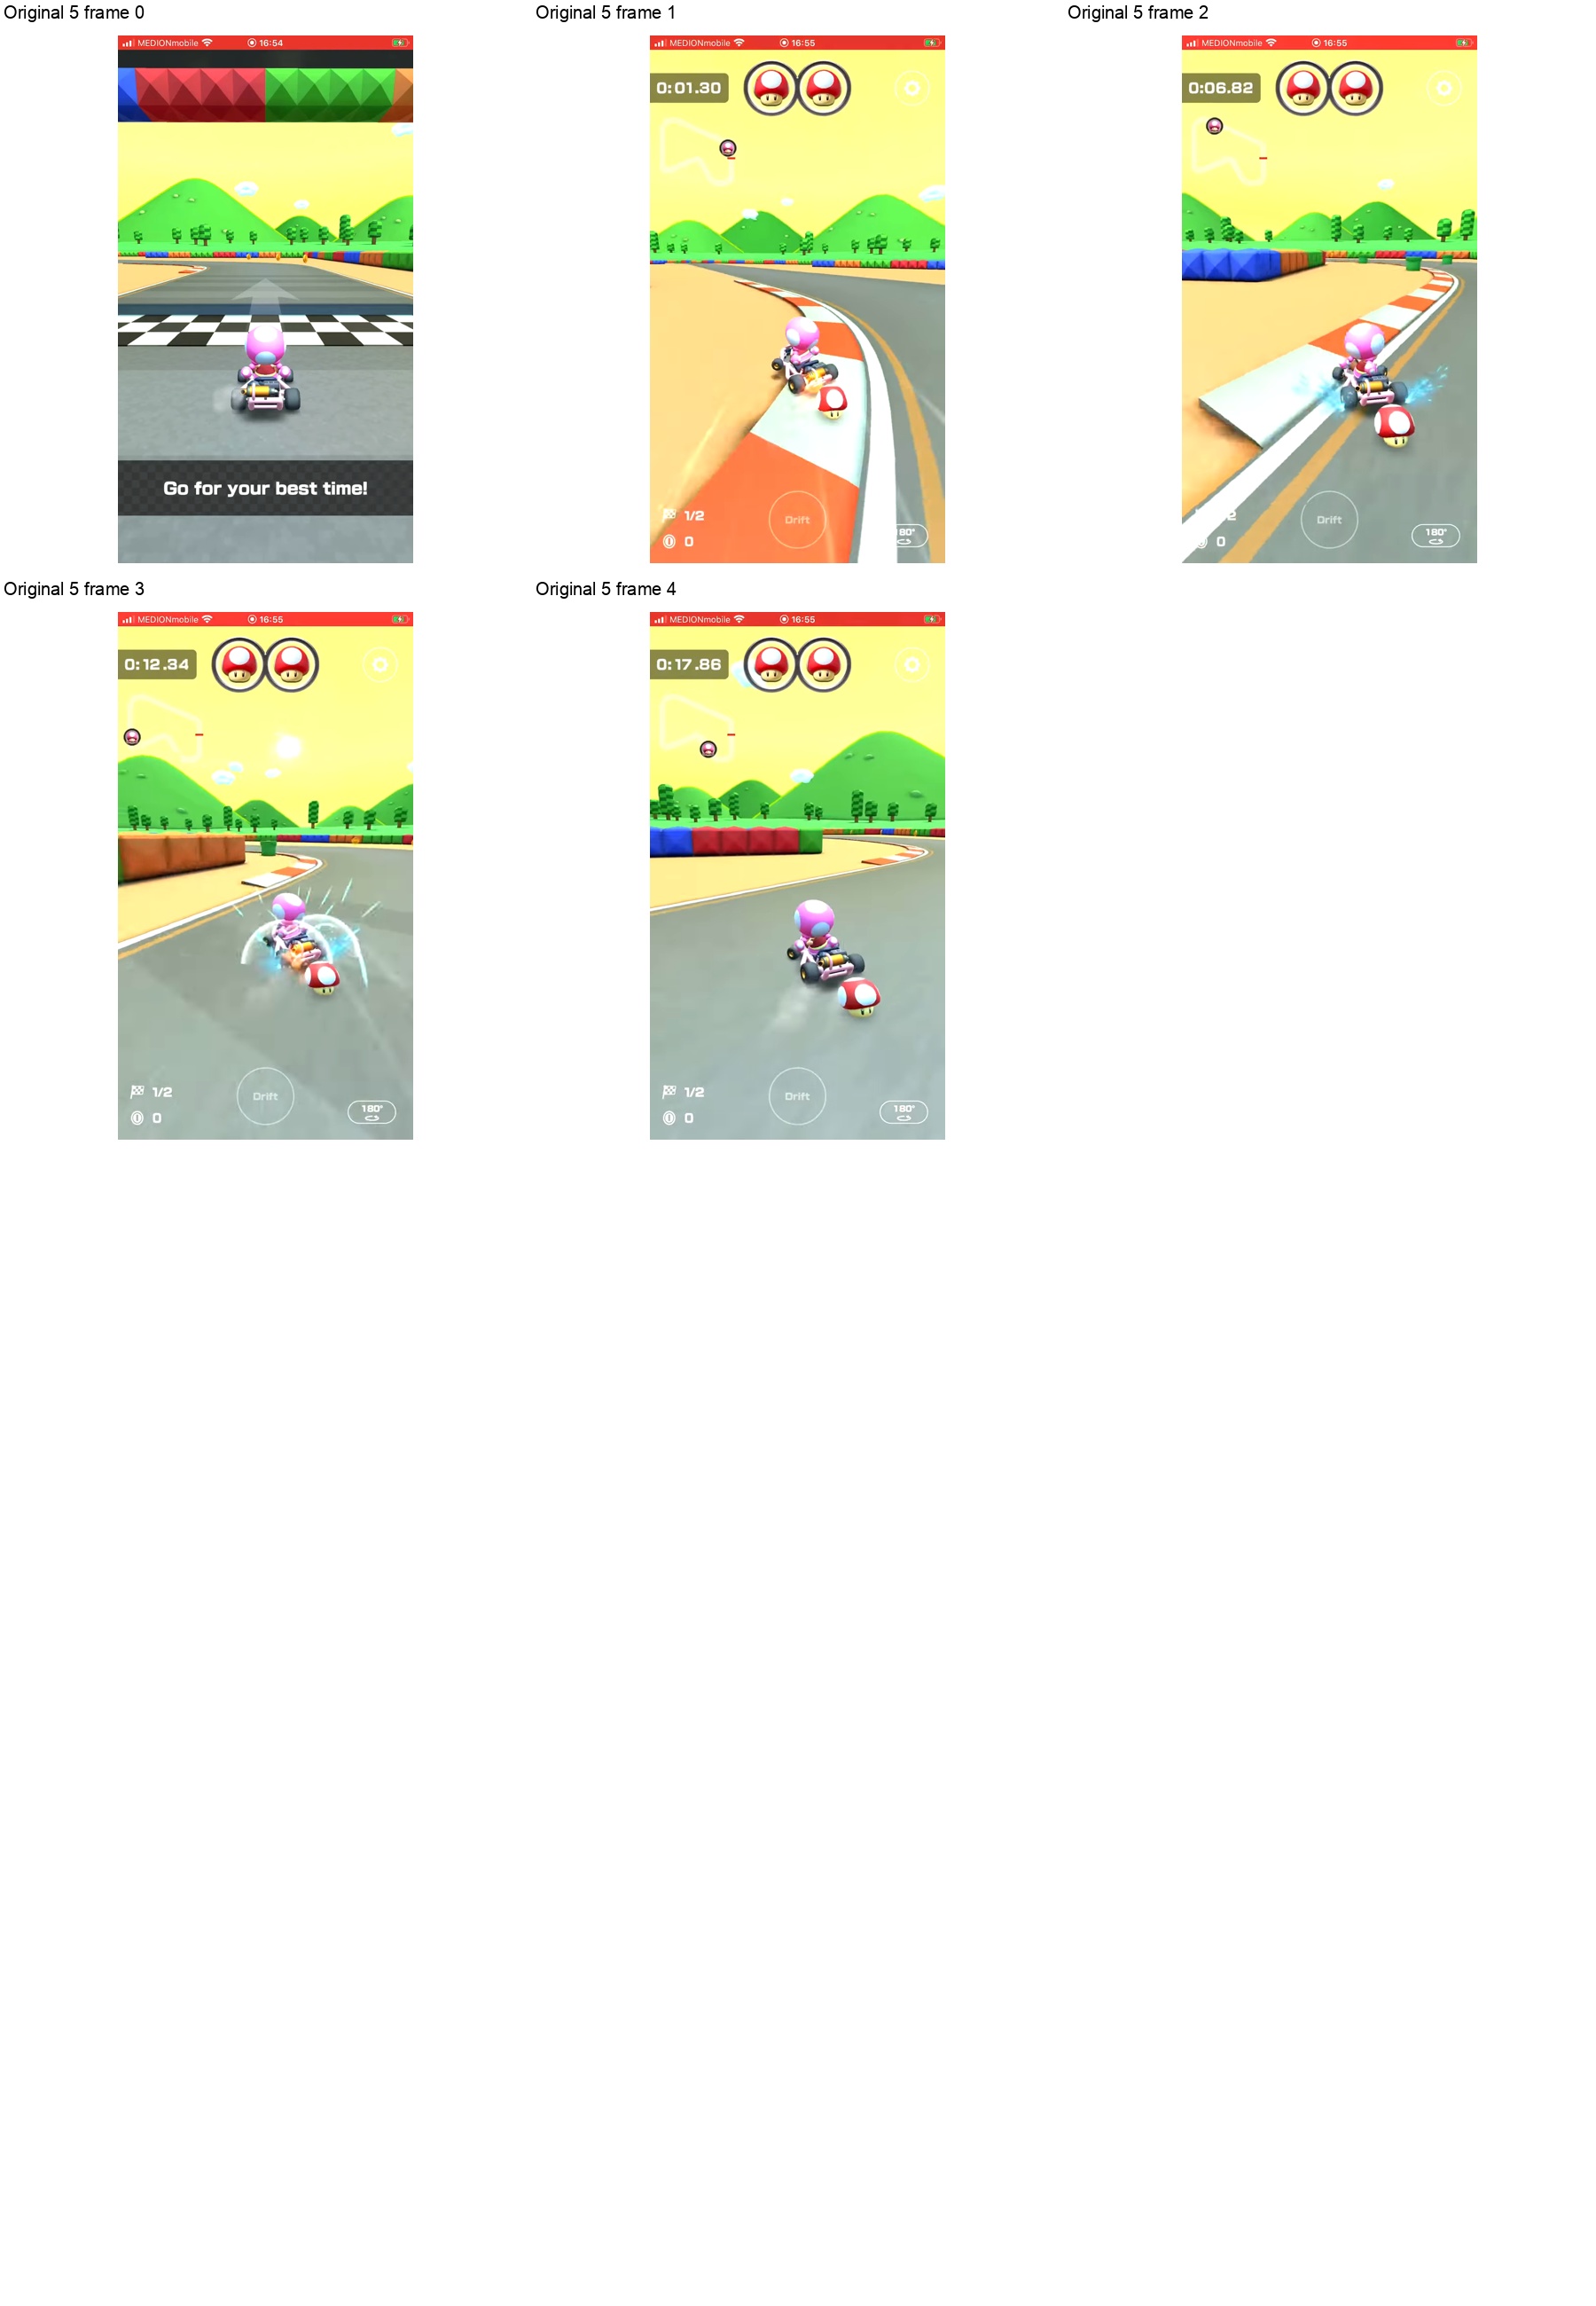 Original 5 frame 0
Original 5 frame 1
Original 5 frame 2
MEDIONmobile 16:54
MEDIONmobile 16:55
MEDIONmobile 16:55
0:01.30
0:06.82
Go for your best time!
1/2
Drift
0
80°
2
Drift
0
180°
Original 5 frame 3
Original 5 frame 4
MEDIONmobile 16:55
MEDIONmobile 16:55
0:12.34
0:17.86
1/2
Drift
0
180°
1/2
Drift
0
180°